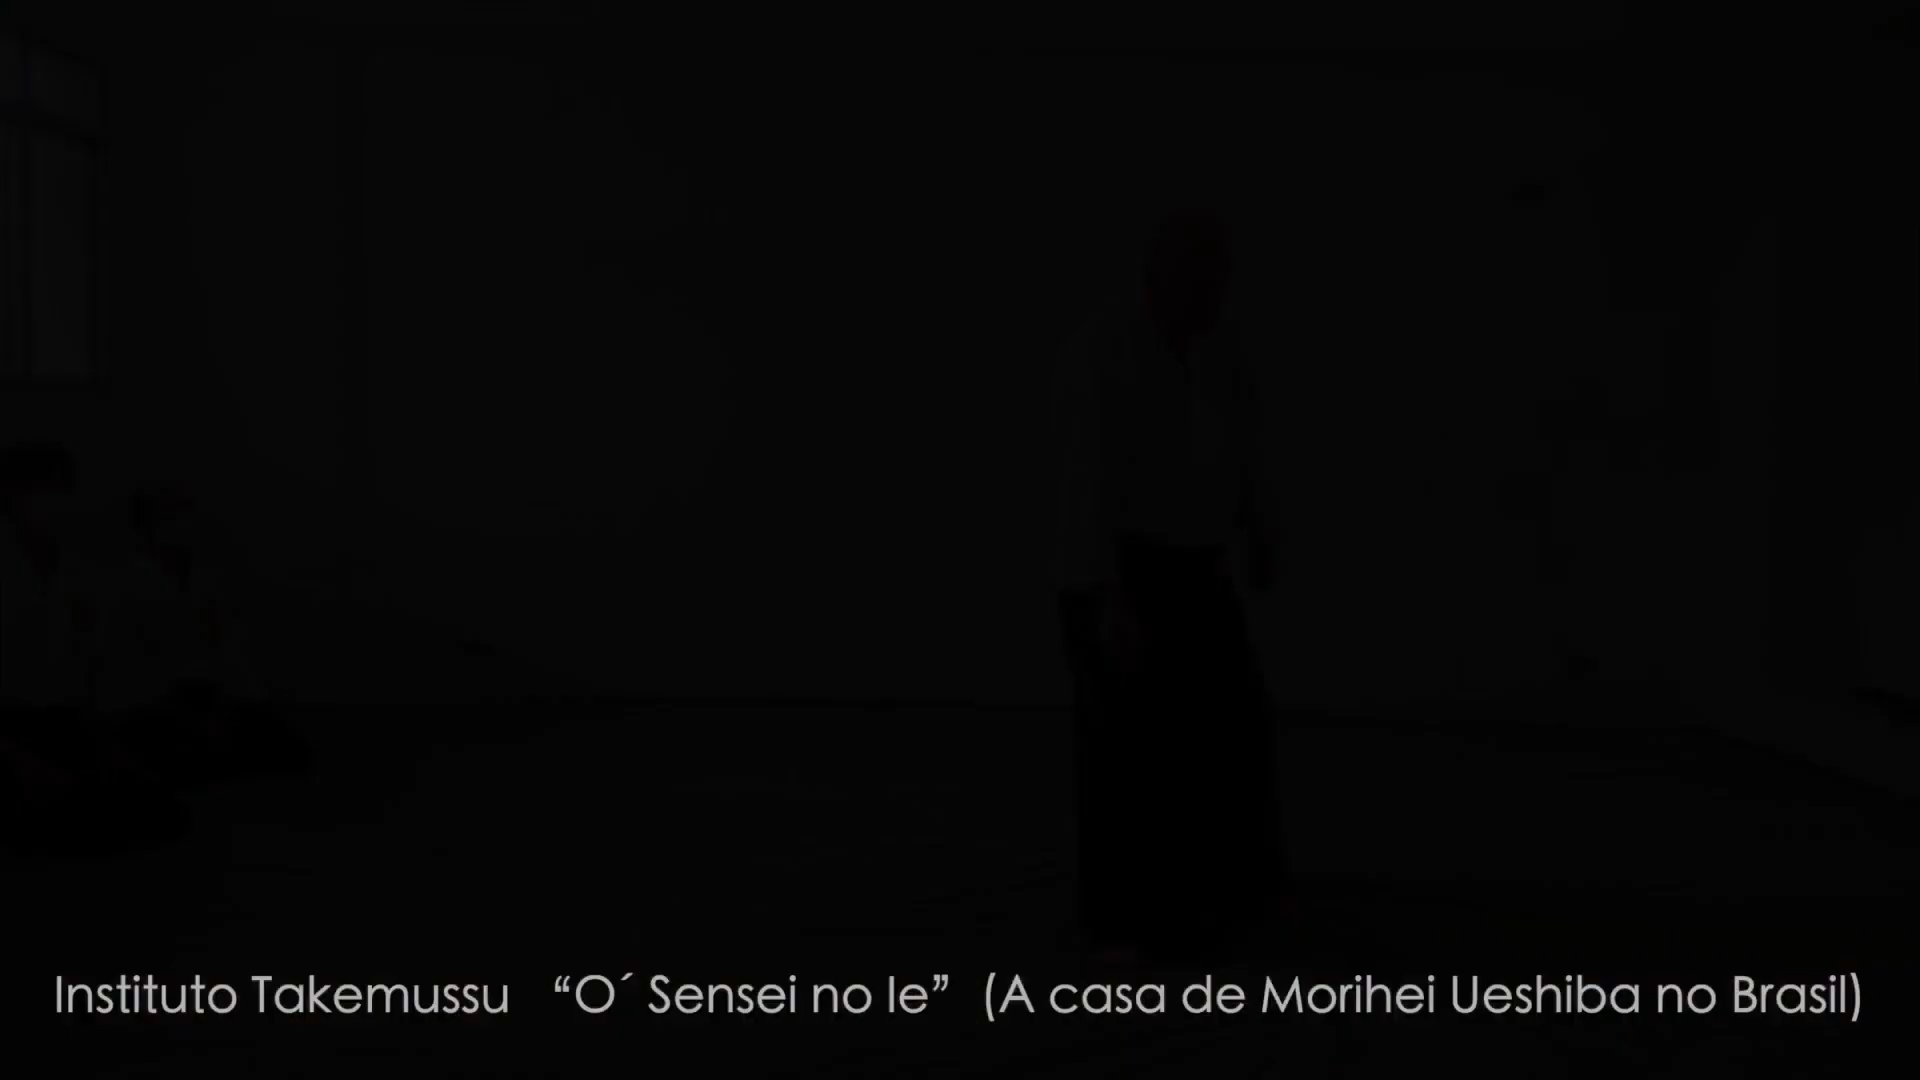 Instituto Takemussu “O´ Sensei no Ie” (A casa de Morihei Ueshiba no Brasil)